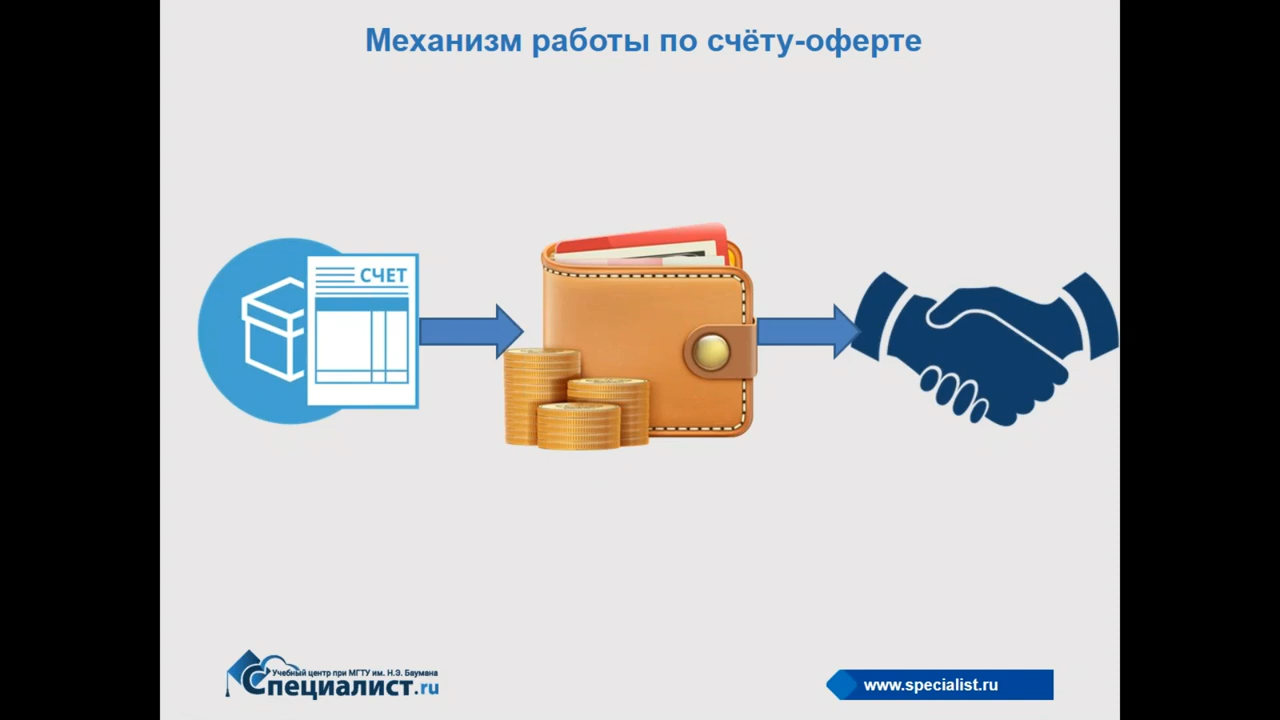 Механизм работы по счёту-оферте
СЧЕТ
Учебный центр при МГТУ им. Н.Э. Баумана
Специалист.ru
www.specialist.ru